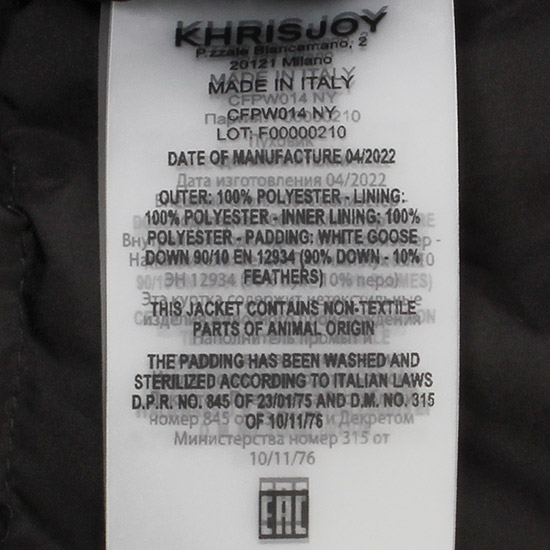 KHRISJOY
P.zzale Biancamano, 2
20121 Milano
MADE IN ITALY
CFPW014 NY
LOT: F00000210
DATE OF MANUFACTURE 04/2022
Дата изготовления 04/2022
OUTER: 100% POLYESTER - LINING:
100% POLYESTER - INNER LINING: 100%
POLYESTER - PADDING: WHITE GOOSE
DOWN 90/10 EN 12934 (90% DOWN - 10%
FEATHERS)
THIS JACKET CONTAINS NON-TEXTILE
PARTS OF ANIMAL ORIGIN
THE PADDING HAS BEEN WASHED AND
STERILIZED ACCORDING TO ITALIAN LAWS
D.P.R. NO. 845 OF 23/01/75 AND D.M. NO. 315
OF 10/11/76
номер 845 и Декретом
Министерства номер 315 от
10/11/76
EAC